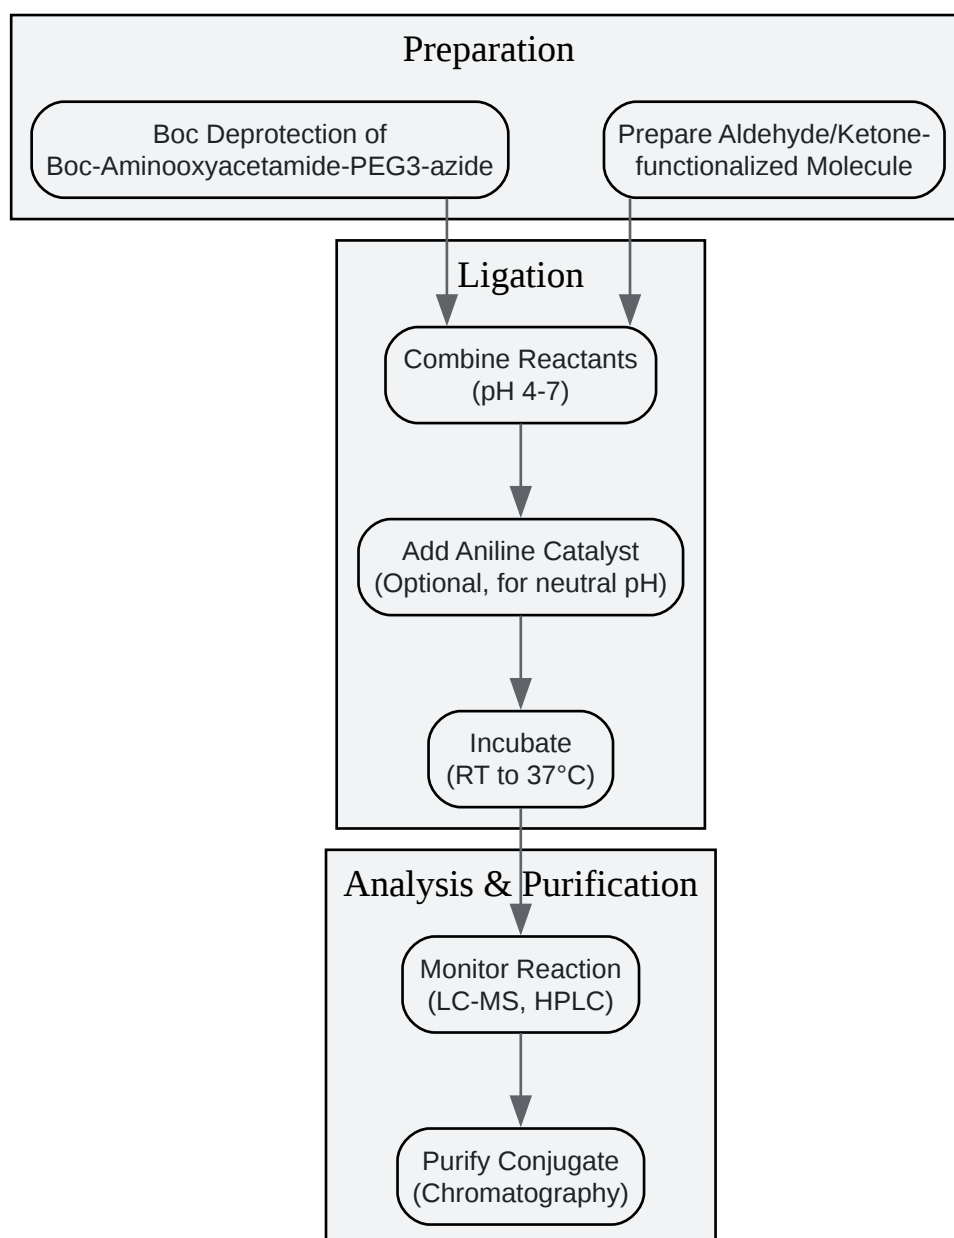 Preparation
Boc Deprotection of
Boc-Aminooxyacetamide-PEG3-azide
Prepare Aldehyde/Ketone-
functionalized Molecule
Ligation
Combine Reactants
(pH 4-7)
Add Aniline Catalyst
(Optional, for neutral pH)
Incubate
(RT to 37°C)
Analysis & Purification
Monitor Reaction
(LC-MS, HPLC)
Purify Conjugate
(Chromatography)